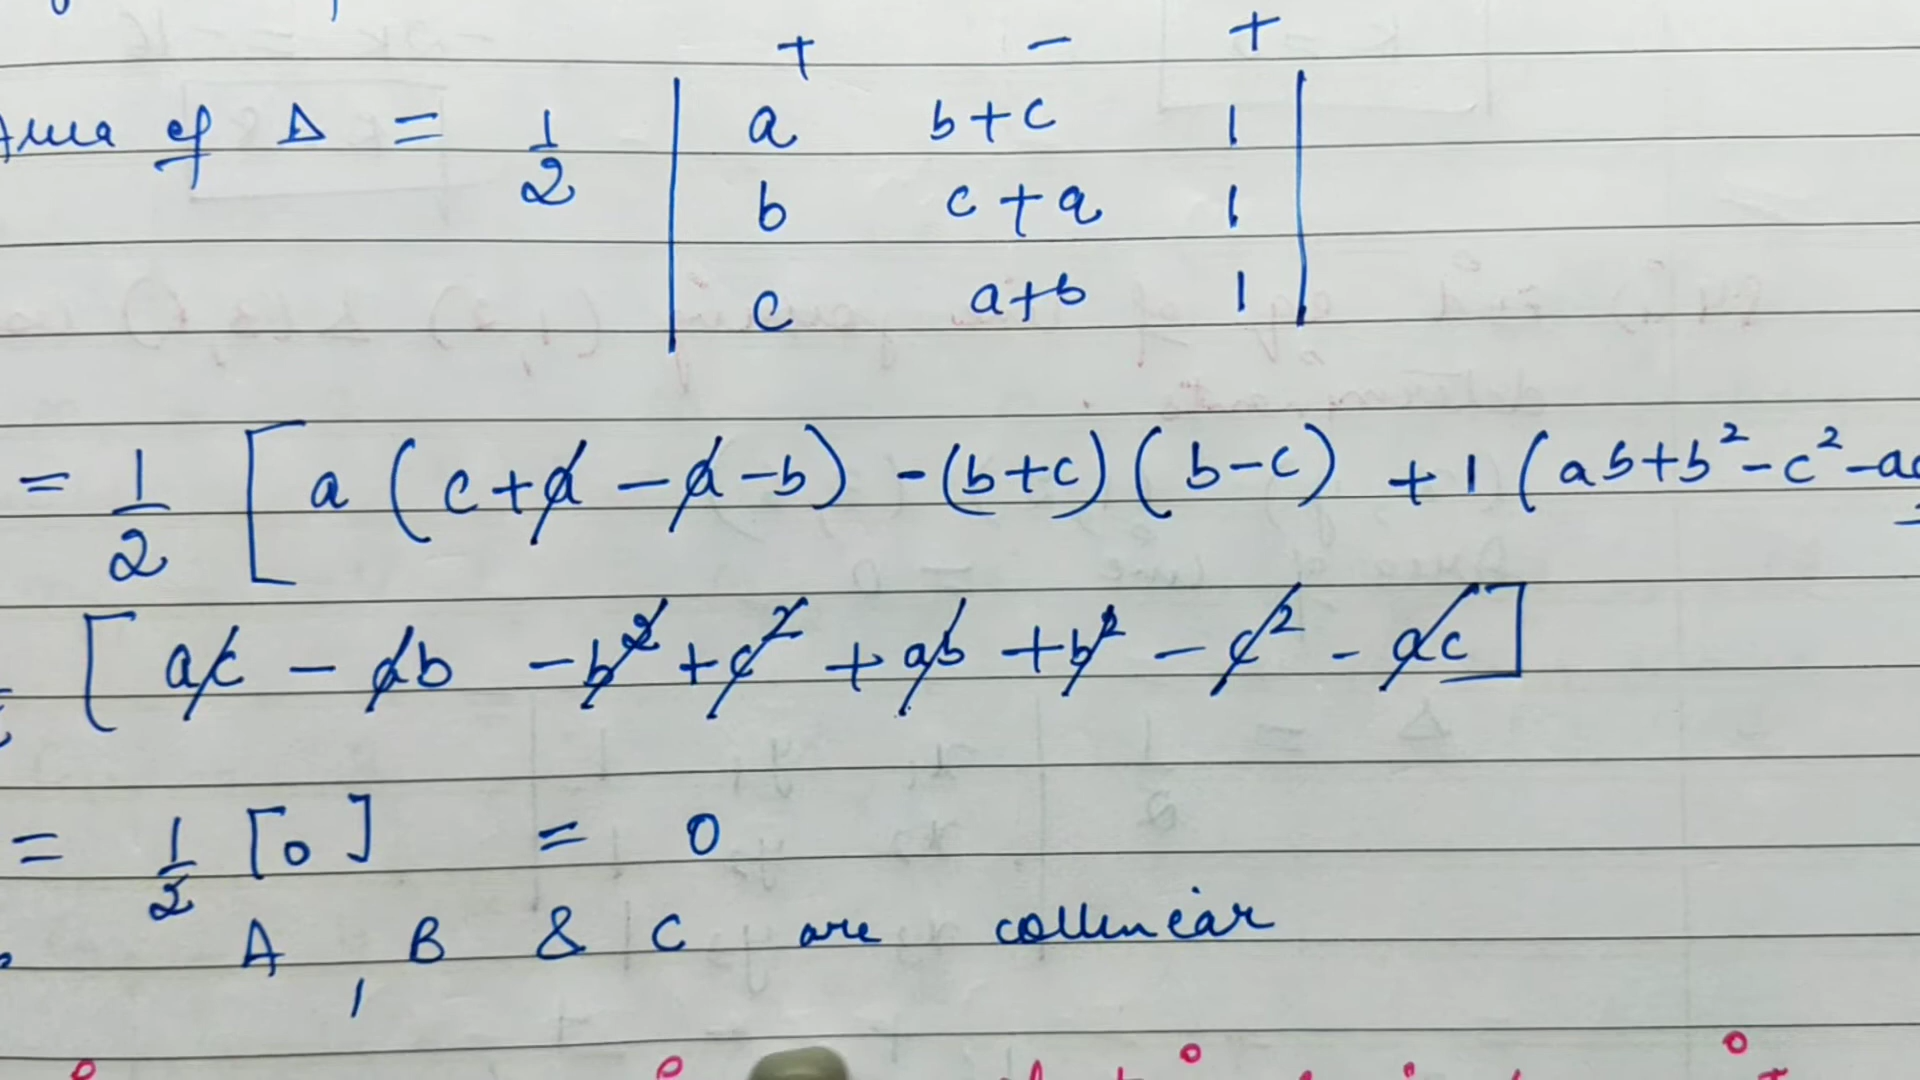 + - +
Area of Δ = 1/2 | a b+c 1 |
| b c+a 1 |
| c a+b 1 |
= 1/2 [ a (c+a-a-b) -(b+c)(b-c) +1 (ab+b²-c²-ac
[ ac - ab -b² +c² +ab +b² -c² -ac]
= 1/2 [0] = 0
A, B & C are collinear